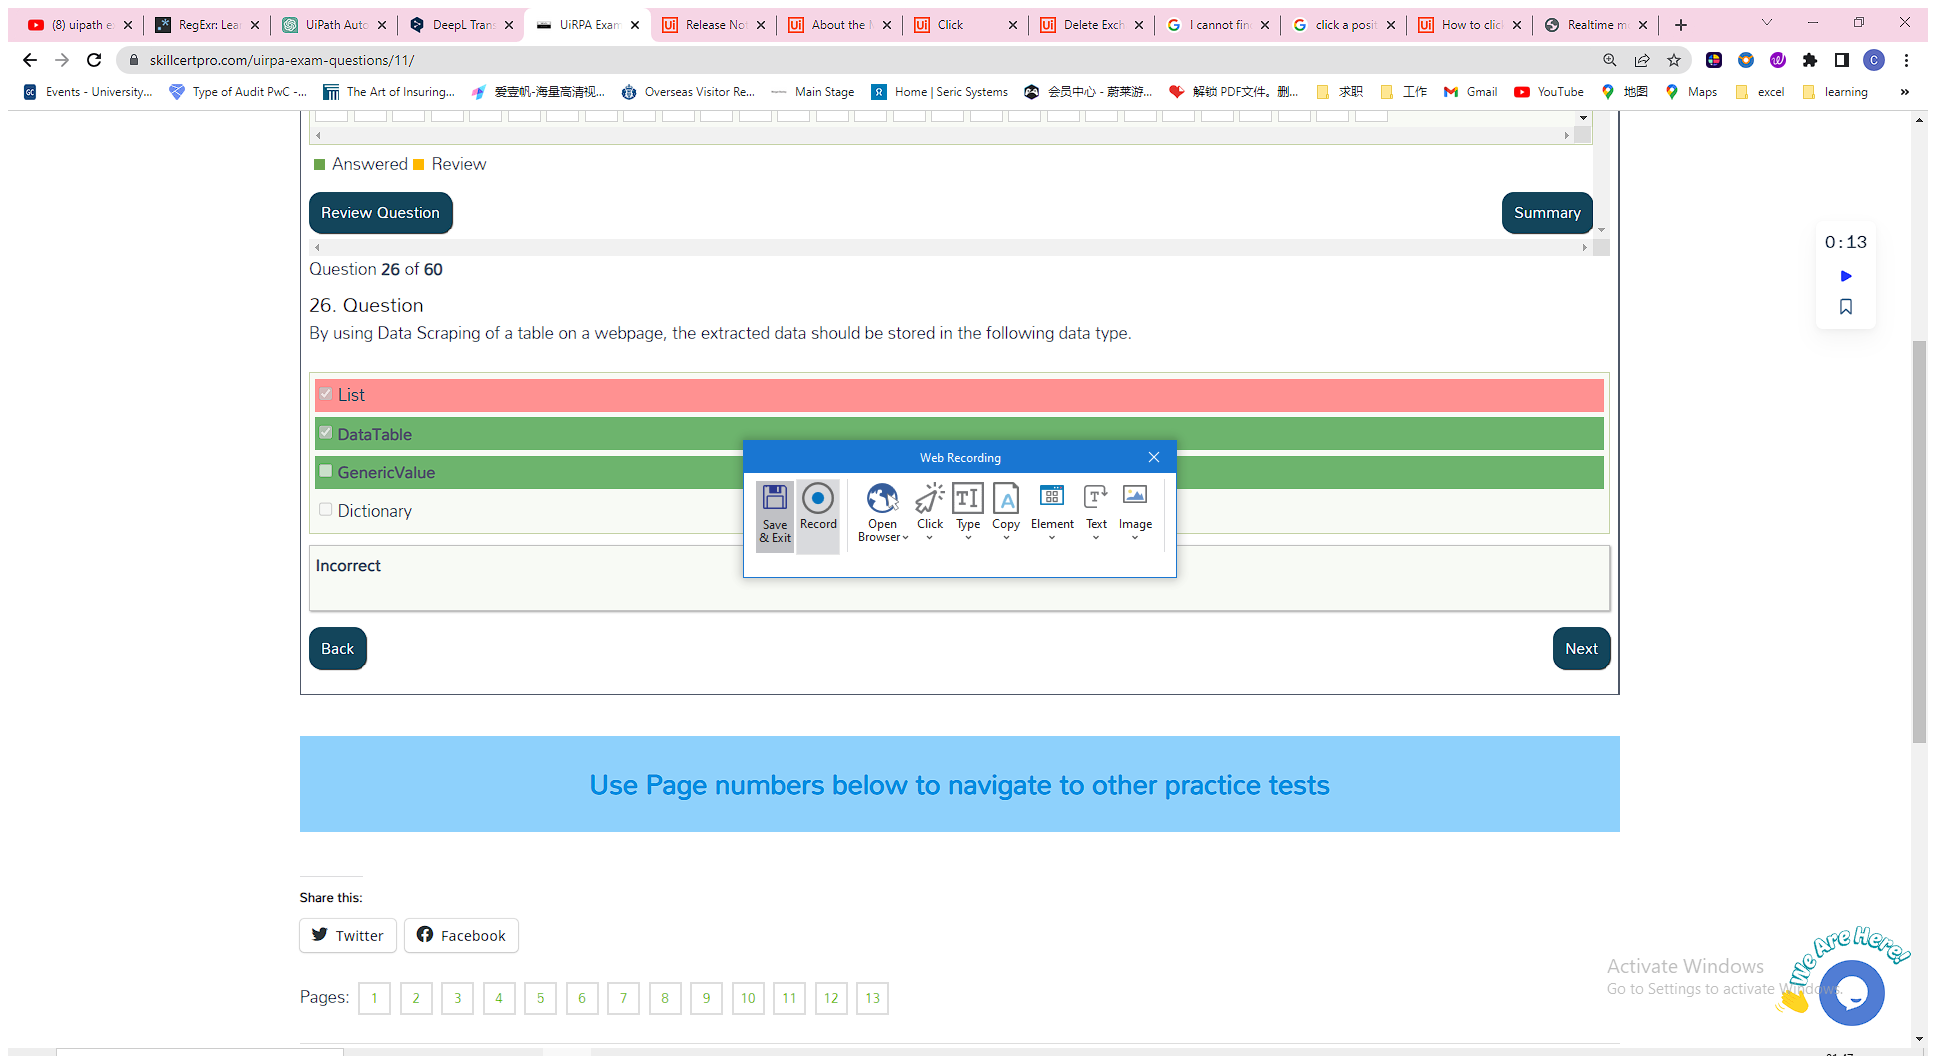 (8) uipath e
RegExr: Lear
UiPath Auto
DeepL Trans
UiRPA Exam
Release Not
About the M
Click
Delete Exch
I cannot fin
click a posit
How to click
Realtime mo
skillcertpro.com/uirpa-exam-questions/11/
C
Events - University...
Type of Audit PwC -...
The Art of Insuring...
爱壹帆-海量高清视...
Overseas Visitor Re...
Main Stage
Home | Seric Systems
会员中心 - 蔚莱游...
解锁 PDF文件。删...
求职
工作
Gmail
YouTube
地图
Maps
excel
learning
»
Answered
Review
Review Question
Summary
0:13
Question 26 of 60
26. Question
By using Data Scraping of a table on a webpage, the extracted data should be stored in the following data type.
List
DataTable
GenericValue
Dictionary
Web Recording
Save & Exit
Record
Open Browser
Click
Type
Copy
Element
Text
Image
Incorrect
Back
Next
Use Page numbers below to navigate to other practice tests
Share this:
Twitter
Facebook
Pages: 1 2 3 4 5 6 7 8 9 10 11 12 13
We Are Here!
Activate Windows
Go to Settings to activate Windows.